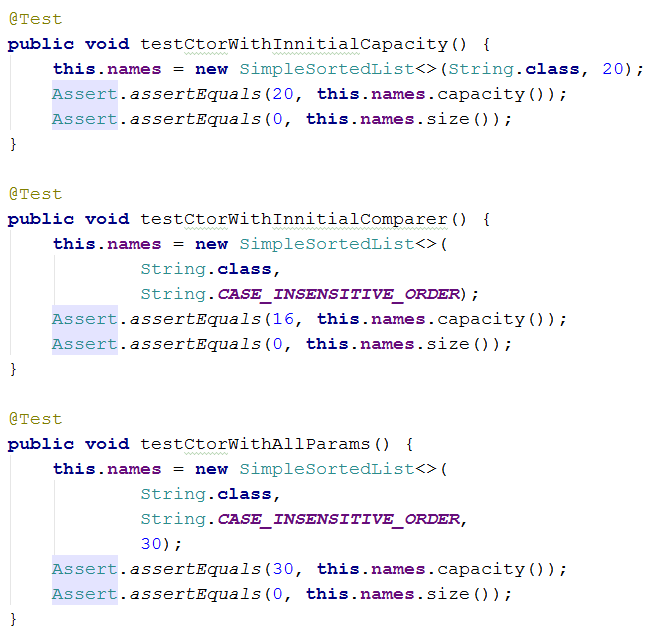 @Test
public void testCtorWithInnitialCapacity() {
    this.names = new SimpleSortedList<>(String.class, 20);
    Assert.assertEquals(20, this.names.capacity());
    Assert.assertEquals(0, this.names.size());
}

@Test
public void testCtorWithInnitialComparer() {
    this.names = new SimpleSortedList<>(
            String.class,
            String.CASE_INSENSITIVE_ORDER);
    Assert.assertEquals(16, this.names.capacity());
    Assert.assertEquals(0, this.names.size());
}

@Test
public void testCtorWithAllParams() {
    this.names = new SimpleSortedList<>(
            String.class,
            String.CASE_INSENSITIVE_ORDER,
            30);
    Assert.assertEquals(30, this.names.capacity());
    Assert.assertEquals(0, this.names.size());
}